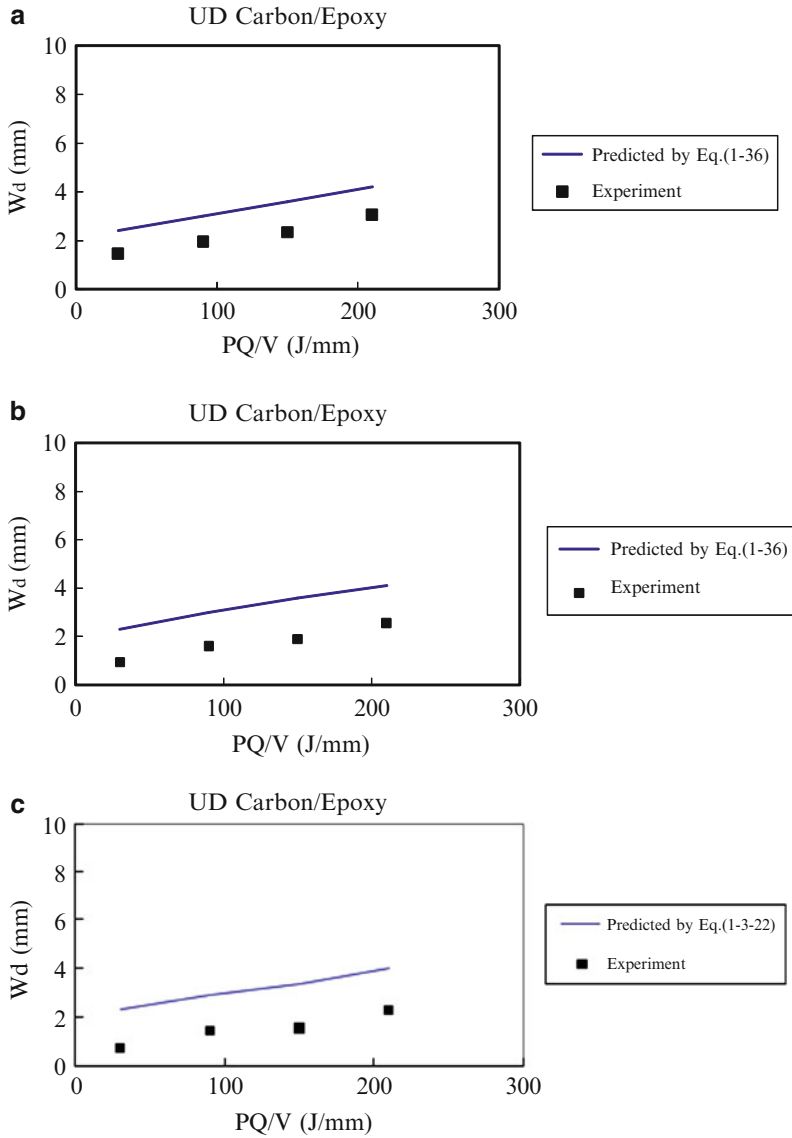 a
UD Carbon/Epoxy
10
8
6
4
2
0
0
100
200
300
Wd (mm)
PQ/V (J/mm)
Predicted by Eq.(1-36)
Experiment
b
UD Carbon/Epoxy
10
8
6
4
2
0
0
100
200
300
Wd (mm)
PQ/V (J/mm)
Predicted by Eq.(1-36)
Experiment
c
UD Carbon/Epoxy
10
8
6
4
2
0
0
100
200
300
Wd (mm)
PQ/V (J/mm)
Predicted by Eq.(1-3-22)
Experiment